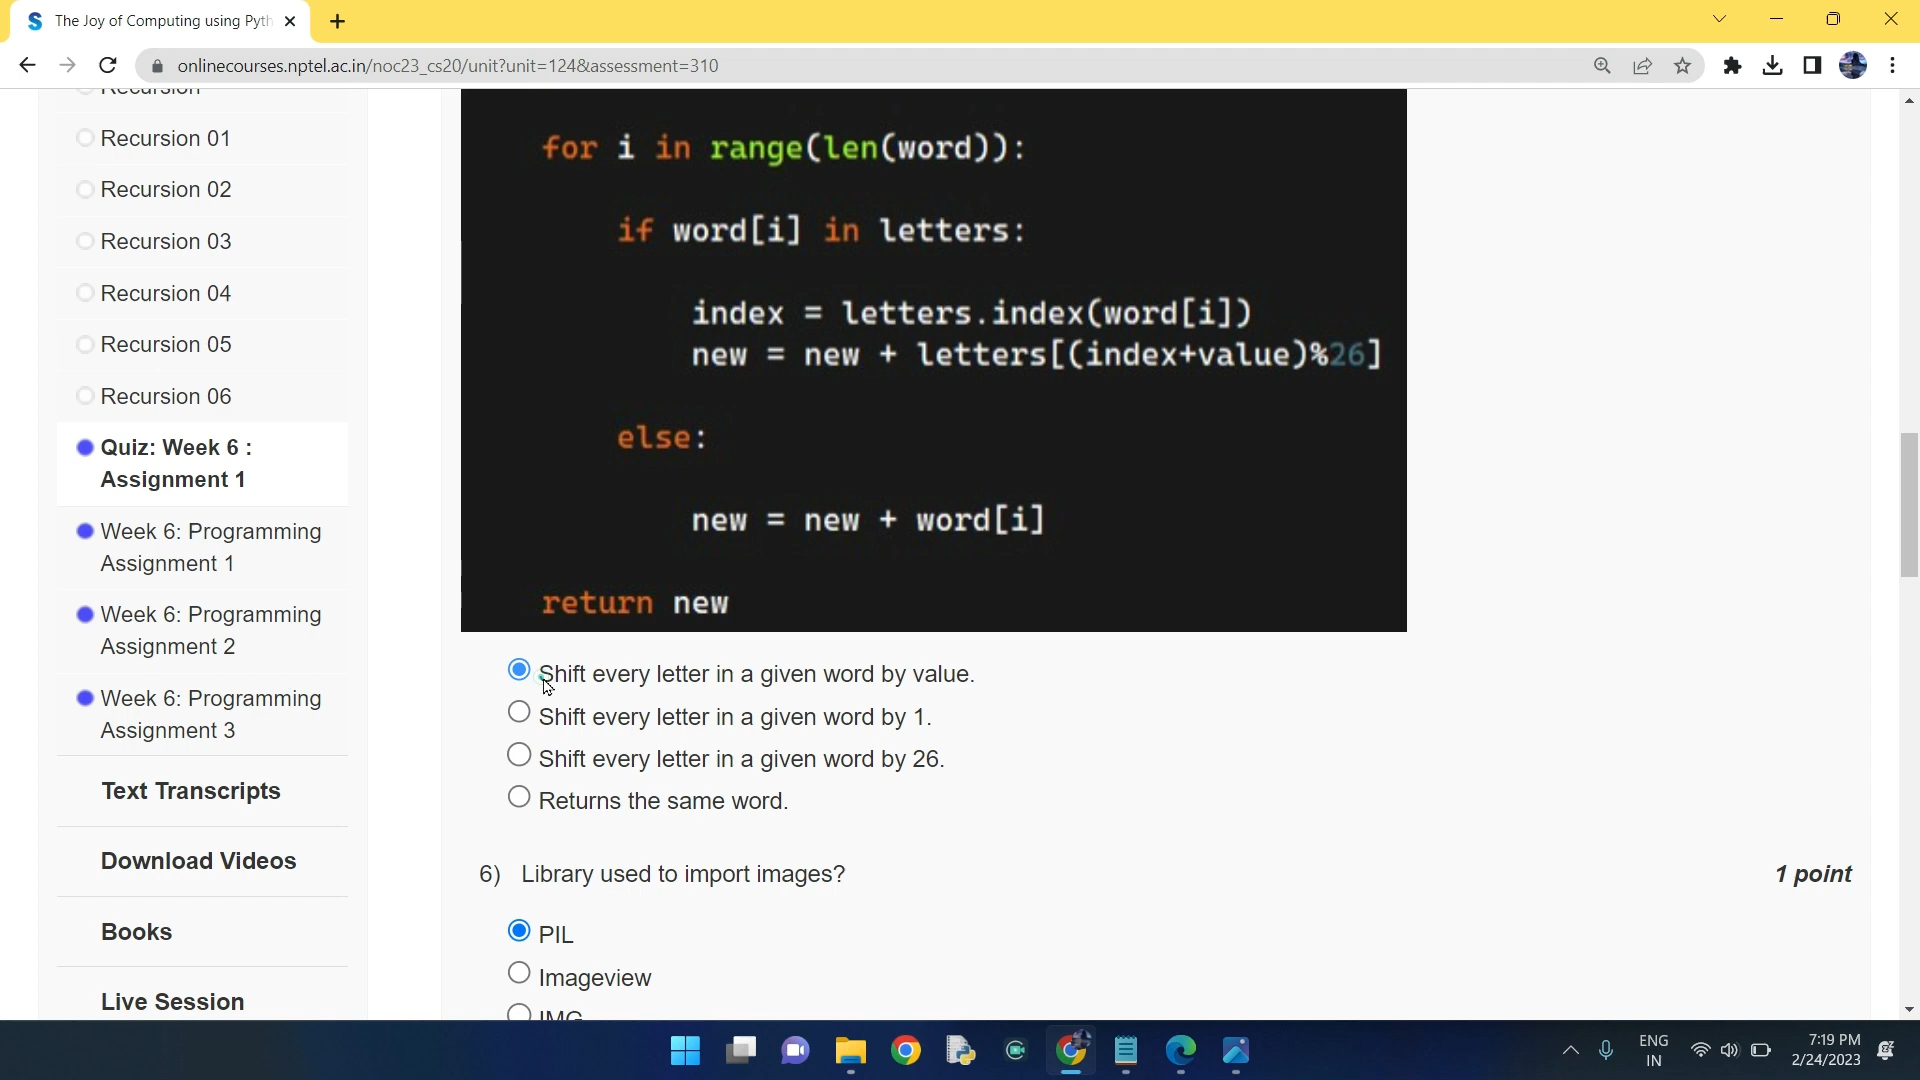 The Joy of Computing using Pyth
onlinecourses.nptel.ac.in/noc23_cs20/unit?unit=124&assessment=310
Recursion
Recursion 01
Recursion 02
Recursion 03
Recursion 04
Recursion 05
Recursion 06
Quiz: Week 6 :
Assignment 1
Week 6: Programming
Assignment 1
Week 6: Programming
Assignment 2
Week 6: Programming
Assignment 3
Text Transcripts
Download Videos
Books
Live Session
for i in range(len(word)):
if word[i] in letters:
index = letters.index(word[i])
new = new + letters[(index+value)%26]
else:
new = new + word[i]
return new
Shift every letter in a given word by value.
Shift every letter in a given word by 1.
Shift every letter in a given word by 26.
Returns the same word.
6) Library used to import images? 1 point
PIL
Imageview
IMG
ENG
IN
7:19 PM
2/24/2023